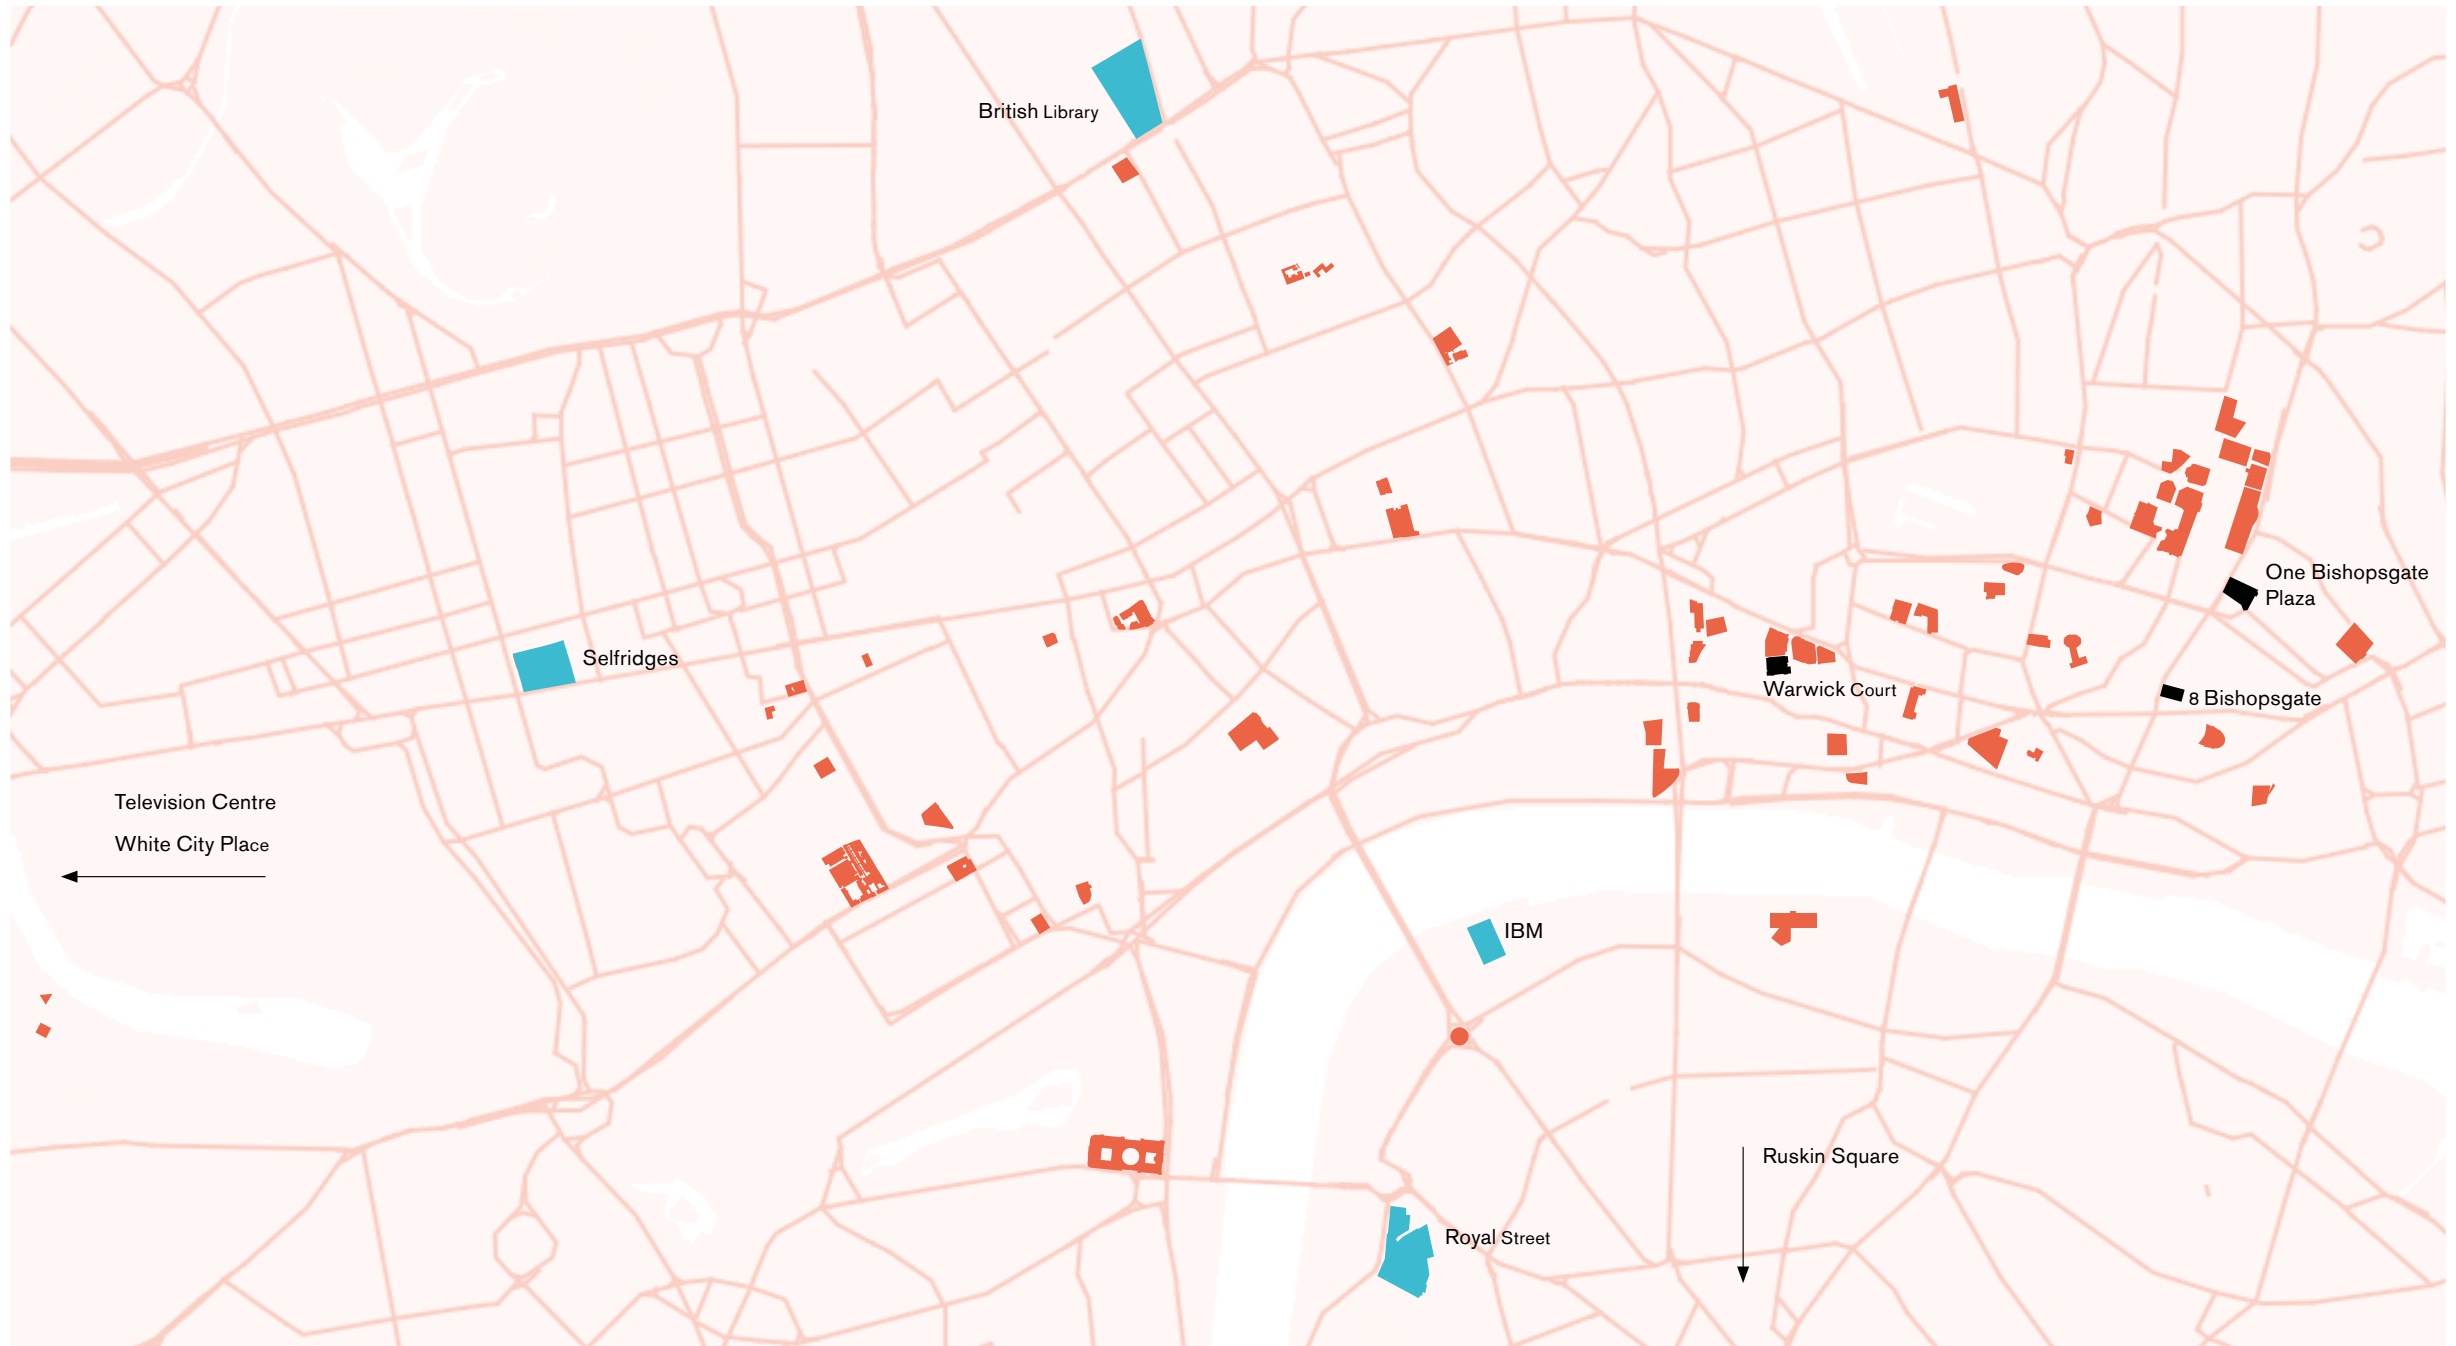 British Library
One Bishopsgate
Plaza
Selfridges
Warwick Court
8 Bishopsgate
Television Centre
White City Place
IBM
Ruskin Square
Royal Street